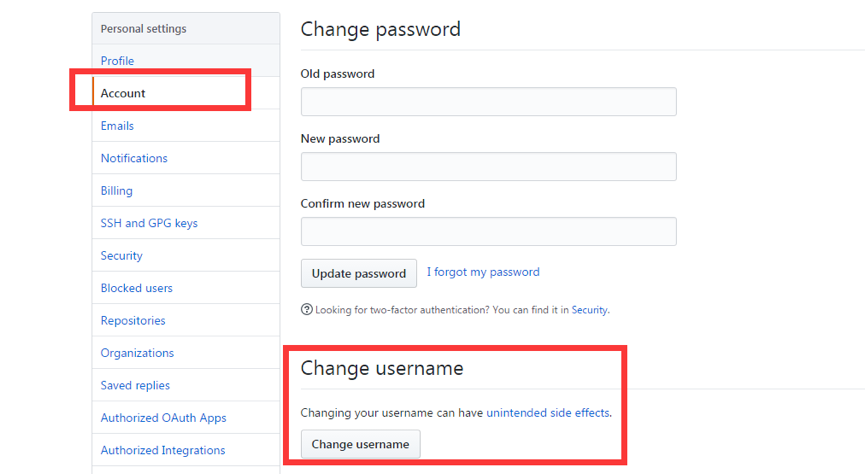 Personal settings
Profile
Account
Emails
Notifications
Billing
SSH and GPG keys
Security
Blocked users
Repositories
Organizations
Saved replies
Authorized OAuth Apps
Authorized Integrations
Change password
Old password
New password
Confirm new password
Update password I forgot my password
? Looking for two-factor authentication? You can find it in Security.
Change username
Changing your username can have unintended side effects.
Change username